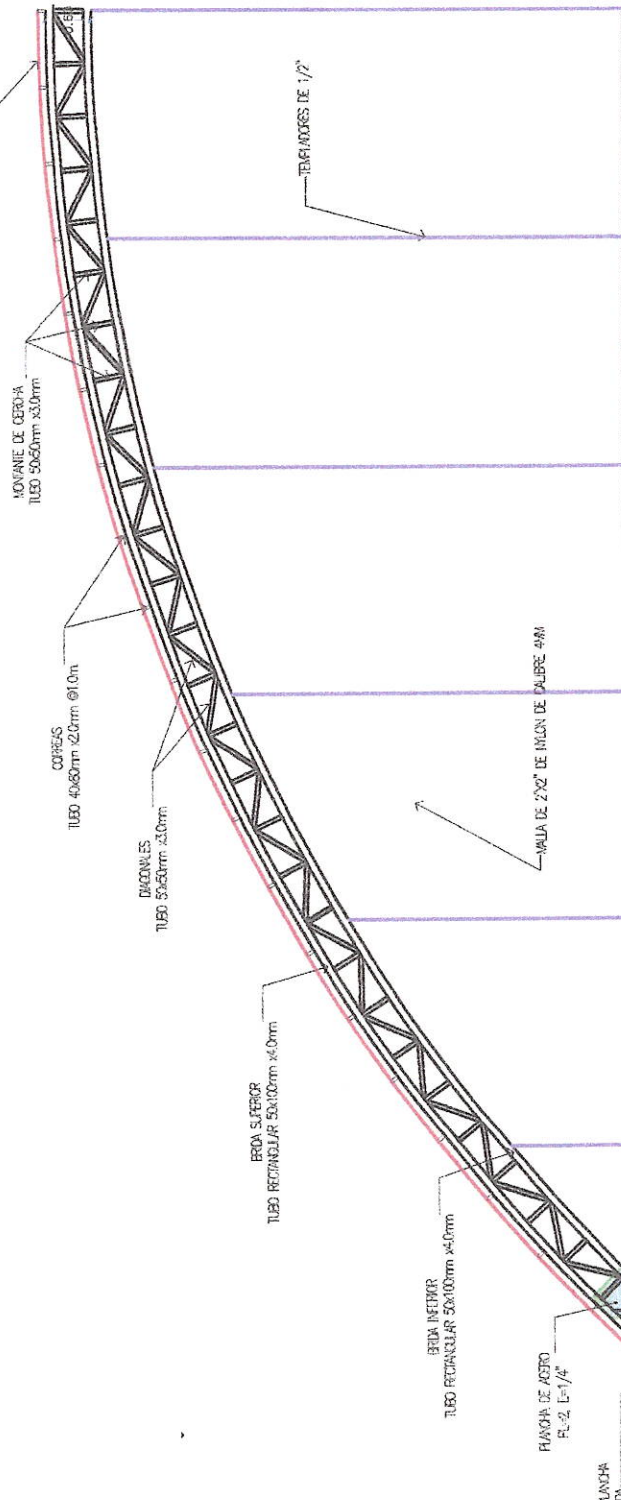 MONTANTE DE CERCHA
TUBO 50x50mm x3.0mm
CORREAS
TUBO 40x80mm x2.0mm @1.0m
DIAGONALES
TUBO 50x50mm x3.0mm
BRIDA SUPERIOR
TUBO RECTANGULAR 50x100mm x4.0mm
BRIDA INFERIOR
TUBO RECTANGULAR 50x100mm x4.0mm
PLANCHA DE ACERO
PL-2, E=1/4"
TEMPLADORES DE 1/2"
MALLA DE 2"X2" DE NYLON DE CALIBRE 4MM